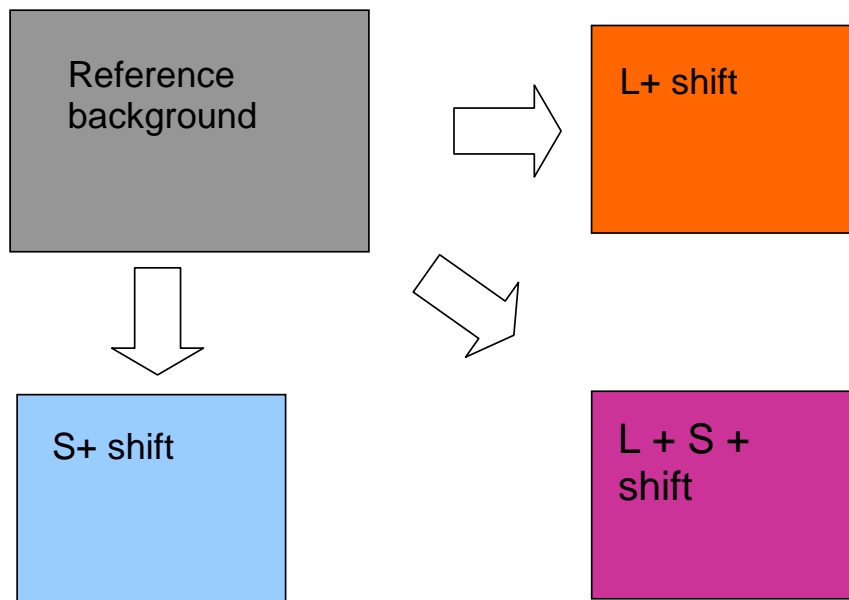 Reference
background
L+ shift
S+ shift
L + S +
shift